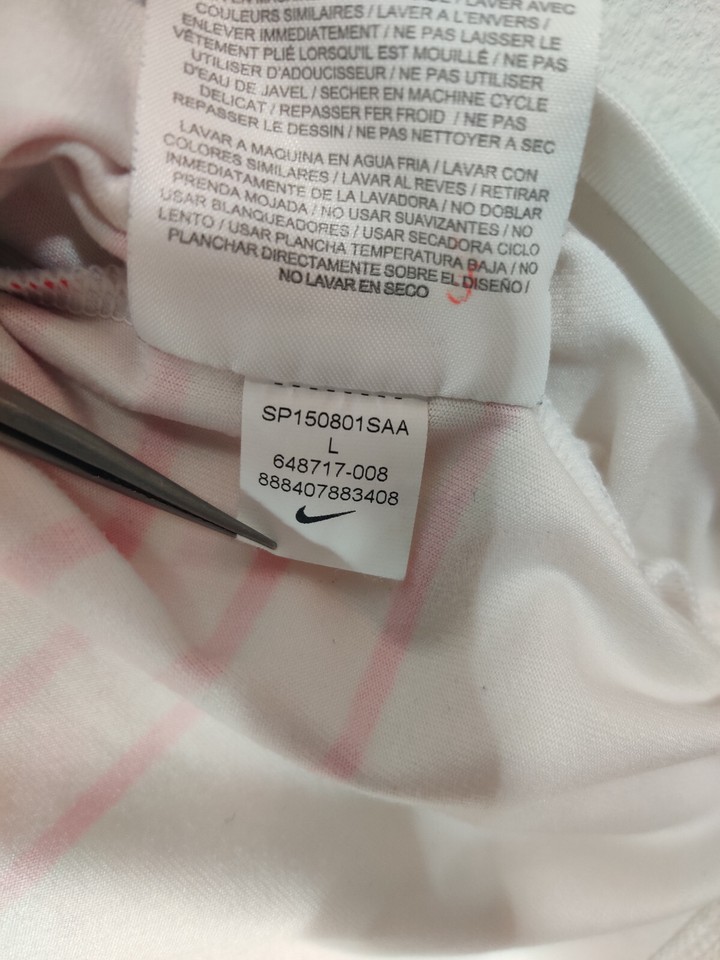 LAVER AVEC
COULEURS SIMILAIRES / LAVER A L'ENVERS /
ENLEVER IMMEDIATEMENT / NE PAS LAISSER LE
VÊTEMENT PLIÉ LORSQU'IL EST MOUILLÉ / NE PAS
UTILISER D'ADOUCISSEUR / NE PAS UTILISER
D'EAU DE JAVEL / SECHER EN MACHINE CYCLE
DELICAT / REPASSER FER FROID / NE PAS
REPASSER LE DESSIN / NE PAS NETTOYER A SEC
LAVAR A MAQUINA EN AGUA FRIA / LAVAR CON
COLORES SIMILARES / LAVAR AL REVES / RETIRAR
INMEDIATAMENTE DE LA LAVADORA / NO DOBLAR
PRENDA MOJADA / NO USAR SUAVIZANTES / NO
USAR BLANQUEADORES / USAR SECADORA CICLO
LENTO / USAR PLANCHA TEMPERATURA BAJA / NO
PLANCHAR DIRECTAMENTE SOBRE EL DISEÑO /
NO LAVAR EN SECO
SP150801SAA
L
648717-008
888407883408